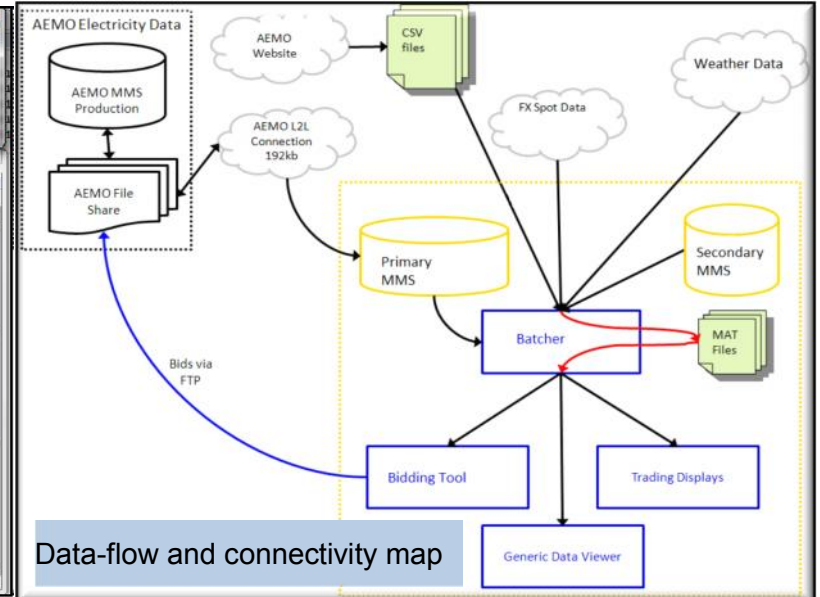 AEMO Electricity Data
AEMO MMS
Production
AEMO File
Share
AEMO
Website
CSV
files
AEMO L2L
Connection
192kb
FX Spot Data
Weather Data
Primary
MMS
Secondary
MMS
Batcher
MAT
Files
Bids via
FTP
Bidding Tool
Trading Displays
Generic Data Viewer
Data-flow and connectivity map